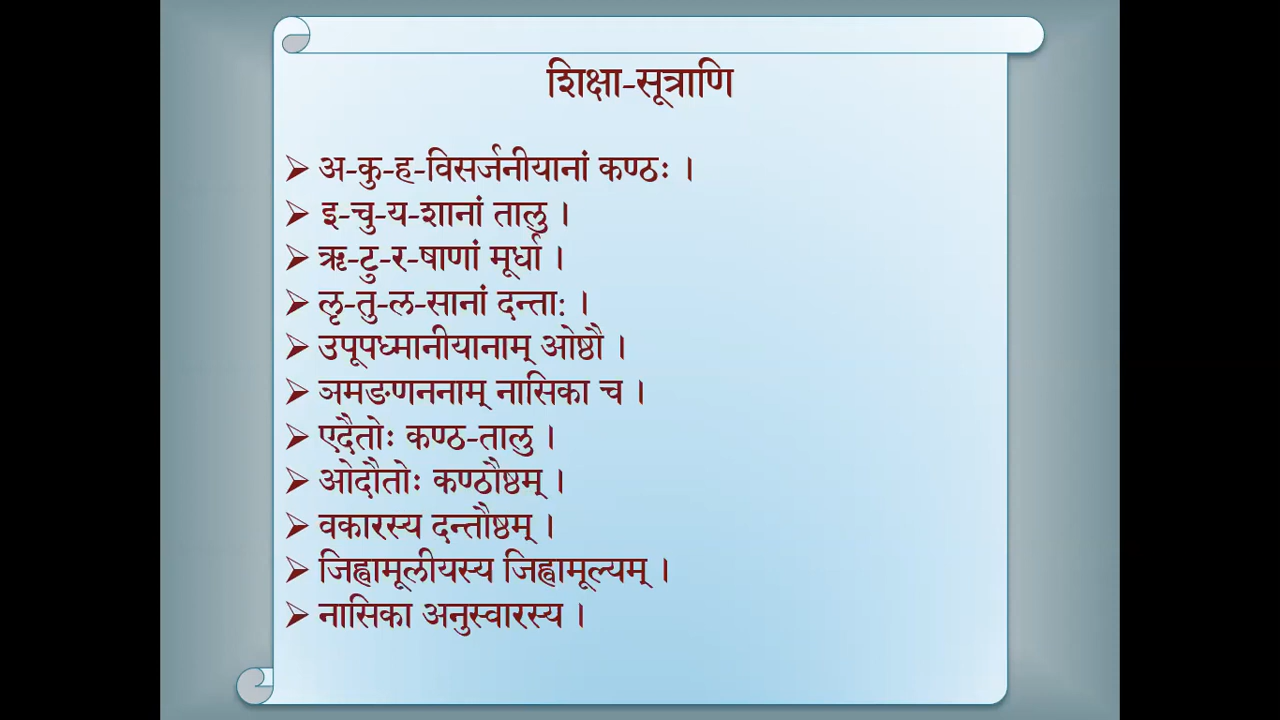 शिक्षा-सूत्राणि
अ-कु-ह-विसर्जनीयानां कण्ठः ।
इ-चु-य-शानां तालु ।
ऋ-टु-र-षाणां मूर्धा ।
लृ-तु-ल-सानां दन्ताः ।
उपूपध्मानीयानाम् ओष्ठौ ।
ञमङणननाम् नासिका च ।
एदैतोः कण्ठ-तालु ।
ओदौतोः कण्ठौष्ठम् ।
वकारस्य दन्तौष्ठम् ।
जिह्वामूलीयस्य जिह्वामूल्यम् ।
नासिका अनुस्वारस्य ।